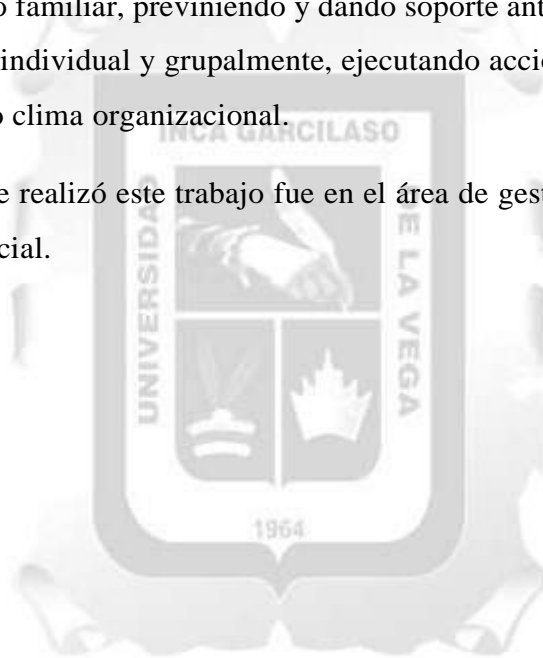 o familiar, previniendo y dando soporte ant
individual y grupalmente, ejecutando acci
o clima organizacional.
INCA GARCILASO
e realizó este trabajo fue en el área de gest
cial.
UNIVERSIDAD
DE LA VEGA
1964